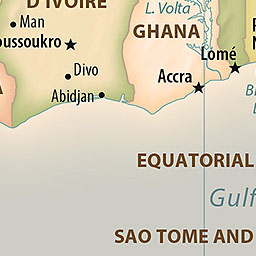 D'IVOIRE
L. Volta
Man
oussoukro
GHANA
Lomé
Divo
Accra
Abidjan
EQUATORIAL
Gulf
SAO TOME AND